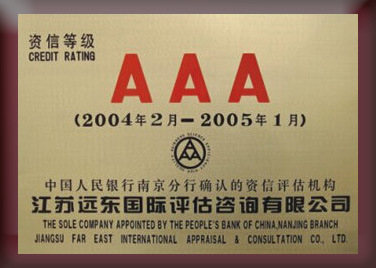 资信等级
CREDIT RATING
AAA
(2004年2月－2005年1月)
中国人民银行南京分行确认的资信评估机构
江苏远东国际评估咨询有限公司
THE SOLE COMPANY APPOINTED BY THE PEOPLE'S BANK OF CHINA,NANJING BRANCH
JIANGSU FAR EAST INTERNATIONAL APPRAISAL & CONSULTATION CO., LTD.